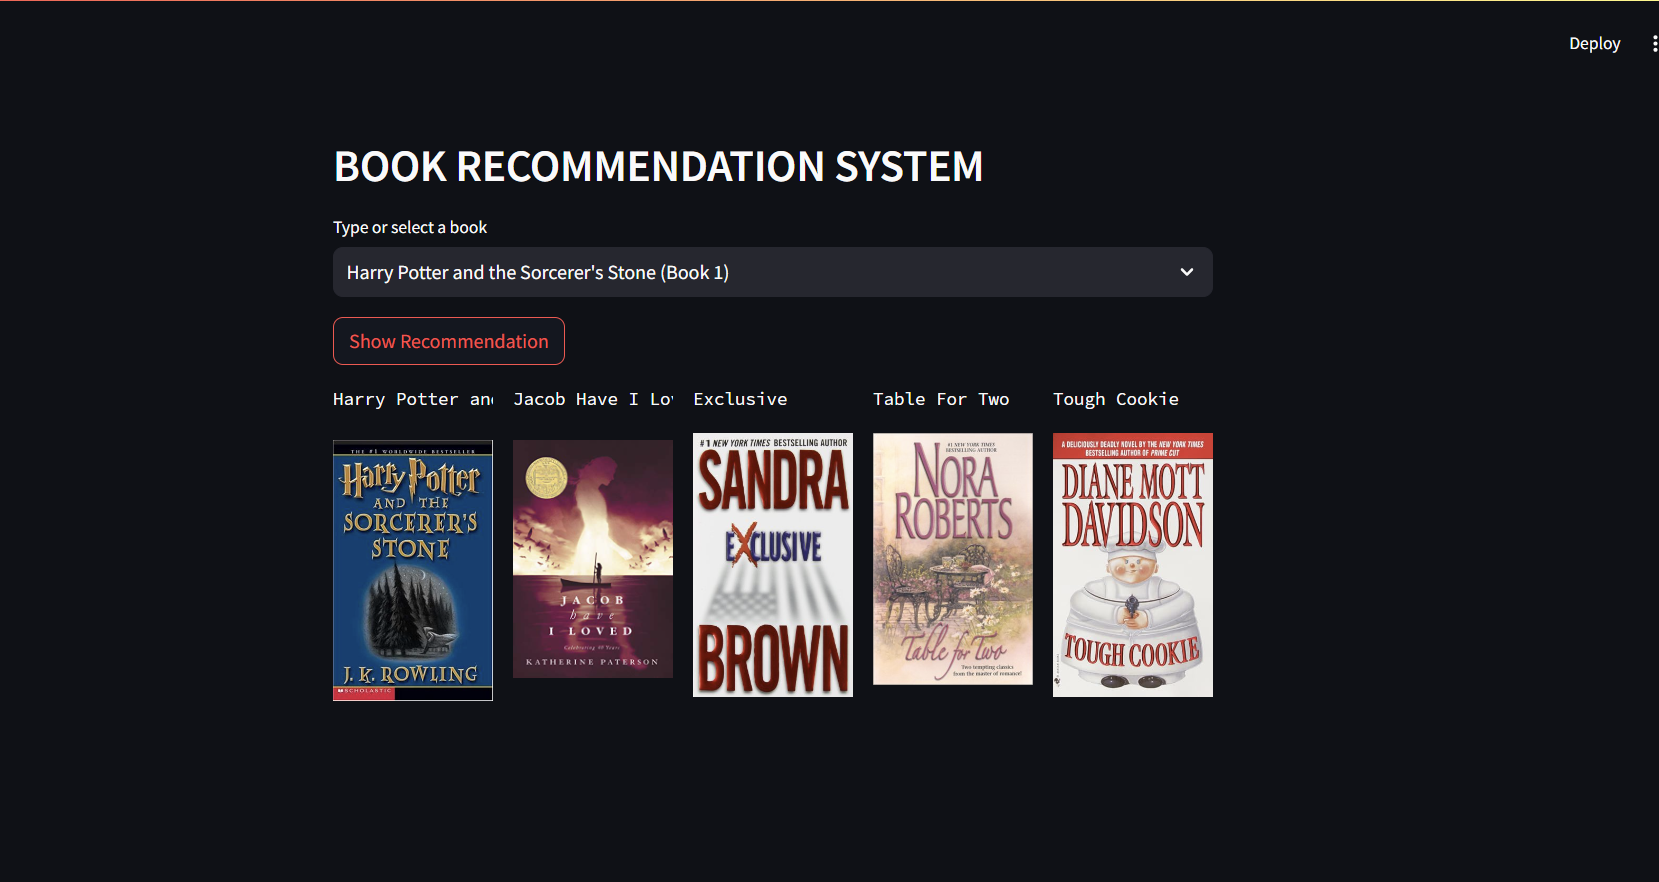 Deploy
BOOK RECOMMENDATION SYSTEM
Type or select a book
Harry Potter and the Sorcerer's Stone (Book 1)
Show Recommendation
Harry Potter an
Jacob Have I Lo
Exclusive
Table For Two
Tough Cookie
THE #1 WORLDWIDE BESTSELLER
Harry Potter
AND THE
SORCERER'S
STONE
J. K. ROWLING
SCHOLASTIC
JACOB
have
I LOVED
Celebrating 40 Years
KATHERINE PATERSON
#1 NEW YORK TIMES BESTSELLING AUTHOR
SANDRA
EXCLUSIVE
BROWN
#1 NEW YORK TIMES
BESTSELLING AUTHOR
NORA
ROBERTS
Table for Two
Two tempting classics
from the master of romance!
A DELICIOUSLY DEADLY NOVEL BY THE NEW YORK TIMES
BESTSELLING AUTHOR OF PRIME CUT
DIANE MOTT
DAVIDSON
TOUGH COOKIE